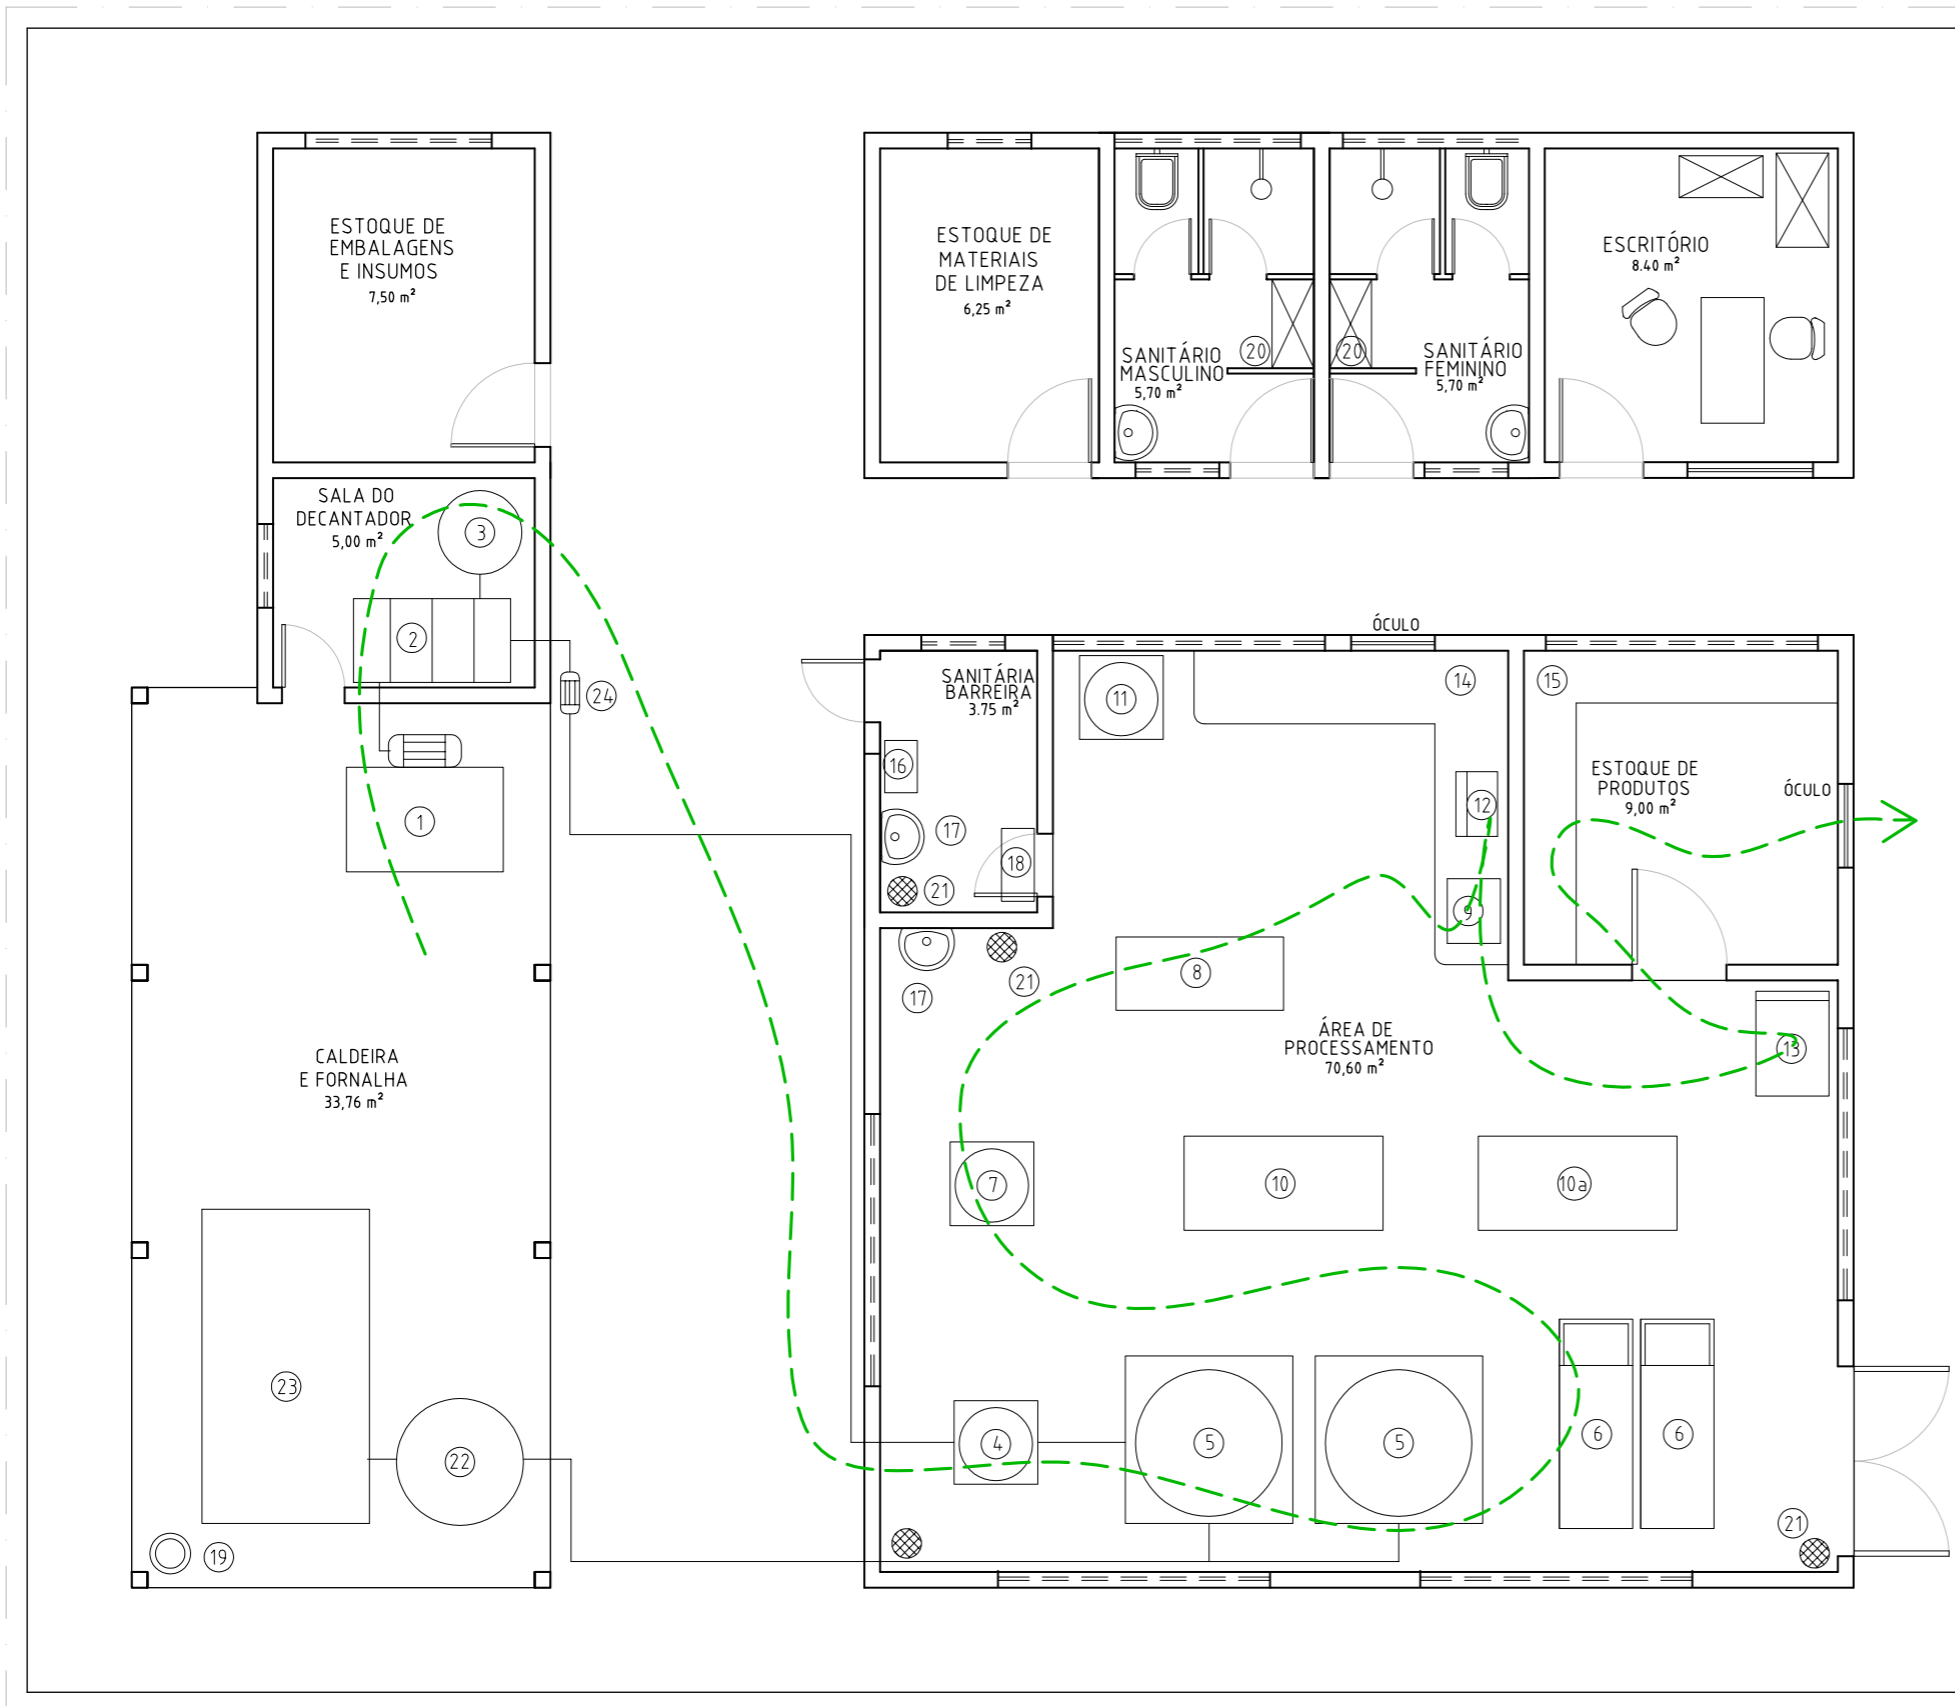 ESTOQUE DE
EMBALAGENS
E INSUMOS
7,50 m²
ESTOQUE DE
MATERIAIS
DE LIMPEZA
6,25 m²
SANITÁRIO
MASCULINO
5,70 m²
20
20
SANITÁRIO
FEMININO
5,70 m²
ESCRITÓRIO
8.40 m²
SALA DO
DECANTADOR
5,00 m²
3
2
24
1
CALDEIRA
E FORNALHA
33,76 m²
23
22
19
ÓCULO
SANITÁRIA
BARREIRA
3.75 m²
16
17
18
21
11
14
12
9
15
ESTOQUE DE
PRODUTOS
9,00 m²
ÓCULO
17
21
8
ÁREA DE
PROCESSAMENTO
70,60 m²
13
7
10
10a
4
5
5
6
6
21